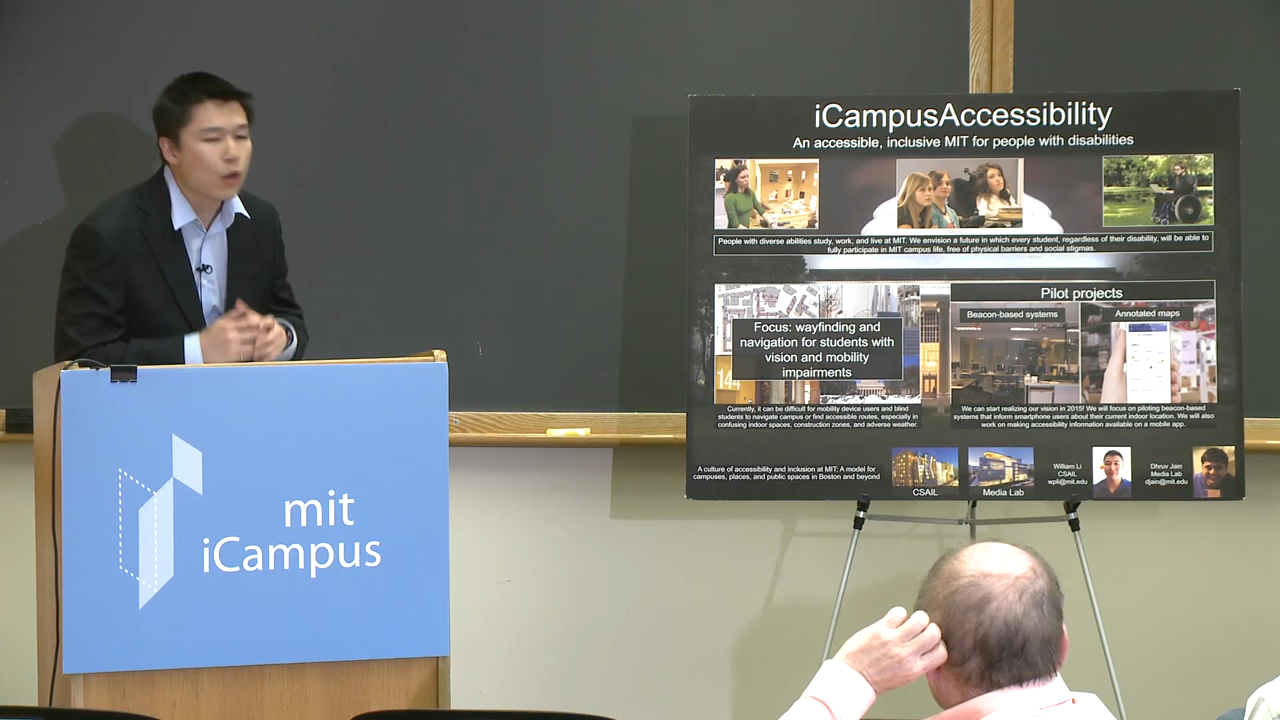 iCampusAccessibility
An accessible, inclusive MIT for people with disabilities
People with diverse abilities study, work, and live at MIT. We envision a future in which every student, regardless of their disability, will be able to
fully participate in MIT campus life, free of physical barriers and social stigmas.
Focus: wayfinding and
navigation for students with
vision and mobility
impairments
144
Currently, it can be difficult for mobility device users and blind
students to navigate campus or find accessible routes, especially in
confusing indoor spaces, construction zones, and adverse weather.
Pilot projects
Beacon-based systems
Annotated maps
We can start realizing our vision in 2015! We will focus on piloting beacon-based
systems that inform smartphone users about their current indoor location. We will also
work on making accessibility information available on a mobile app.
A culture of accessibility and inclusion at MIT: A model for
campuses, places, and public spaces in Boston and beyond
CSAIL
Media Lab
William Li
CSAIL
wpli@mit.edu
Dhruv Jain
Media Lab
djain@mit.edu
mit
iCampus